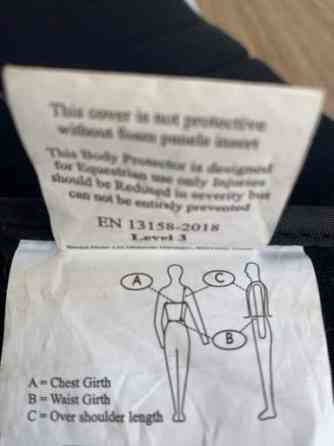 This cover is not protective
without foam panels insert
This Body Protector is designed
for Equestrian use only Injuries
should be Reduced in severity but
can not be entirely prevented
EN 13158-2018
Level 3
A
C
B
A = Chest Girth
B = Waist Girth
C = Over shoulder length